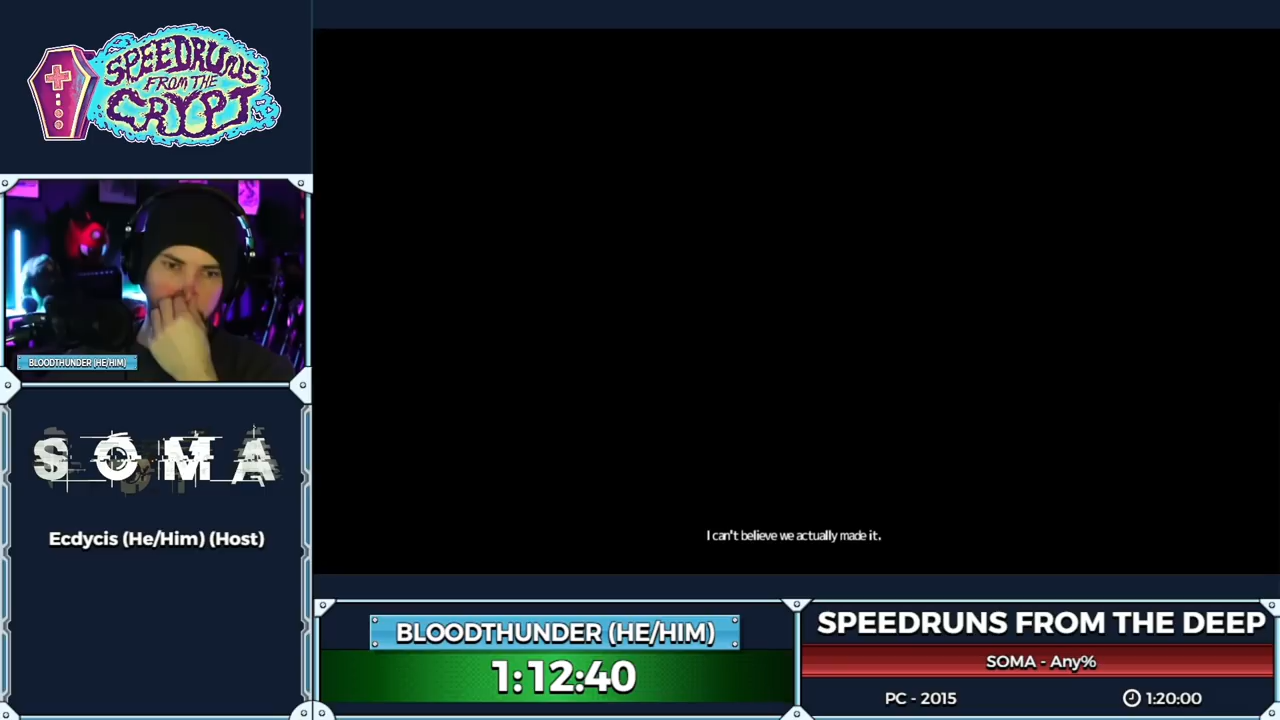 SPEEDRUNS
FROM THE
CRYPT
BLOODTHUNDER (HE/HIM)
SOMA
Ecdycis (He/Him) (Host)
I can't believe we actually made it.
BLOODTHUNDER (HE/HIM)
1:12:40
SPEEDRUNS FROM THE DEEP
SOMA - Any%
PC - 2015
1:20:00